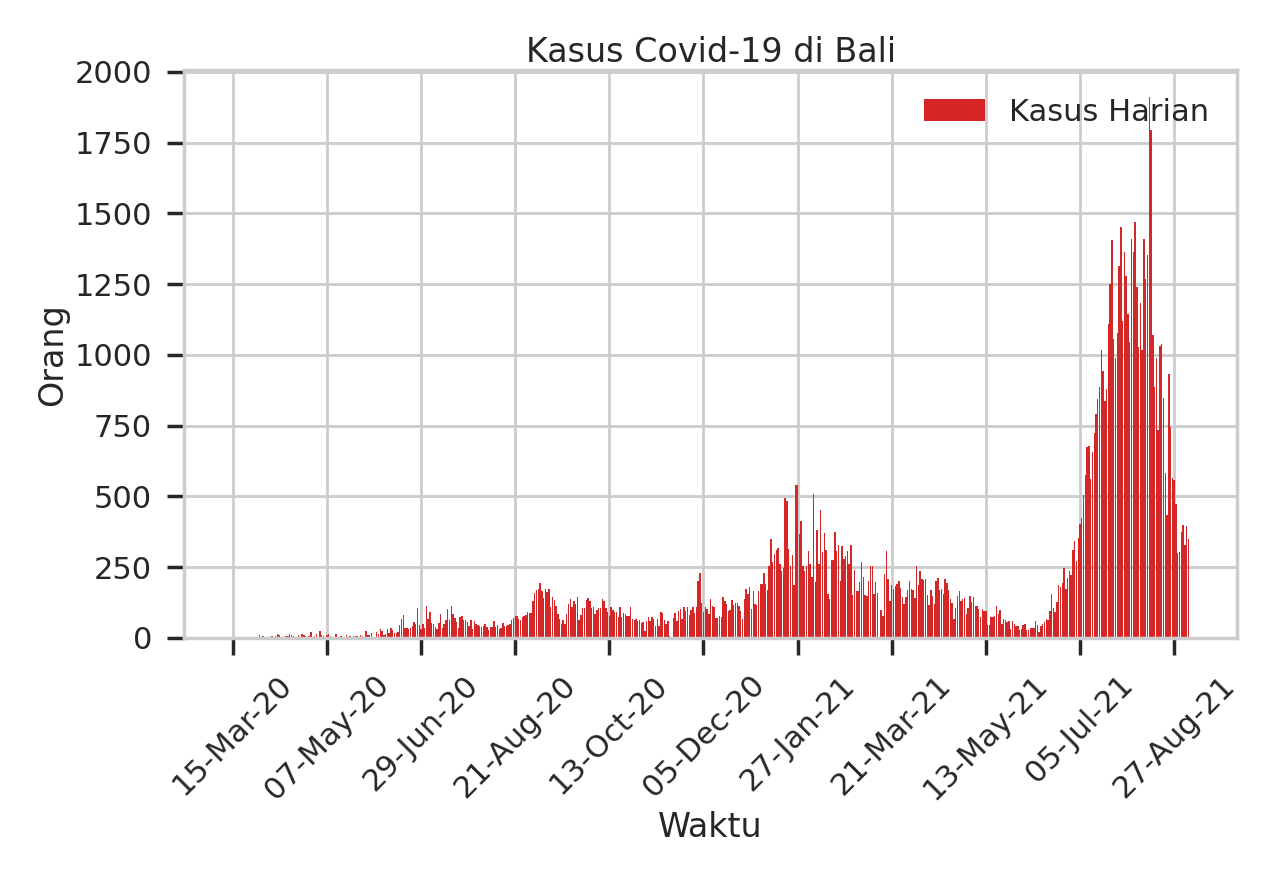 Kasus Covid-19 di Bali
Kasus Harian
2000
1750
1500
1250
1000
750
500
250
0
Orang
15-Mar-20
07-May-20
29-Jun-20
21-Aug-20
13-Oct-20
05-Dec-20
27-Jan-21
21-Mar-21
13-May-21
05-Jul-21
27-Aug-21
Waktu